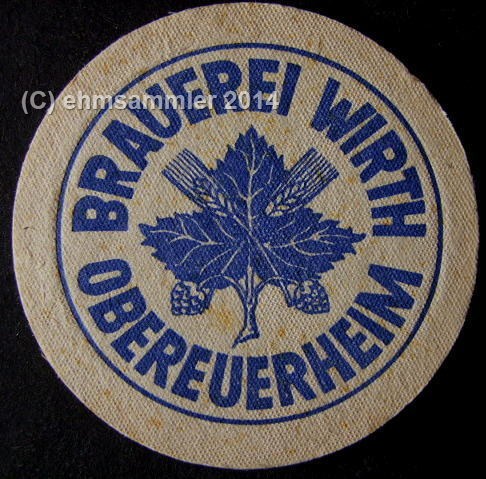 (C) ehmsammler 2014
BRAUEREI WIRTH
OBEREUERHEIM